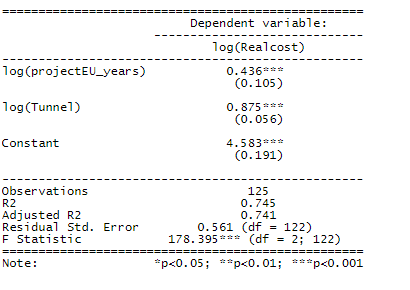 Dependent variable:
log(Realcost)
log(projectEU_years) 0.436***
(0.105)
log(Tunnel) 0.875***
(0.056)
Constant 4.583***
(0.191)
Observations 125
R2 0.745
Adjusted R2 0.741
Residual Std. Error 0.561 (df = 122)
F Statistic 178.395*** (df = 2; 122)
Note: *p<0.05; **p<0.01; ***p<0.001